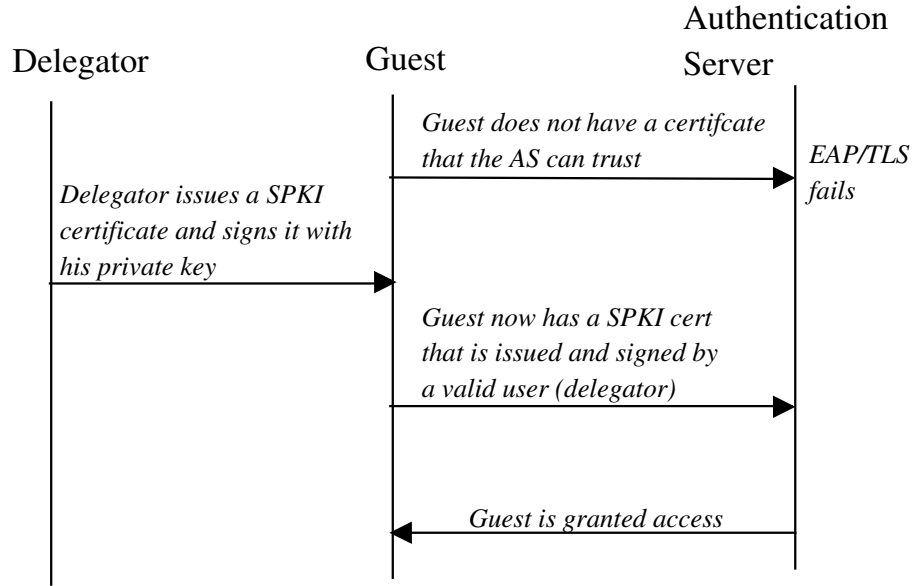 Delegator
Guest
Authentication
Server
Guest does not have a certifcate
that the AS can trust
EAP/TLS
fails
Delegator issues a SPKI
certificate and signs it with
his private key
Guest now has a SPKI cert
that is issued and signed by
a valid user (delegator)
Guest is granted access